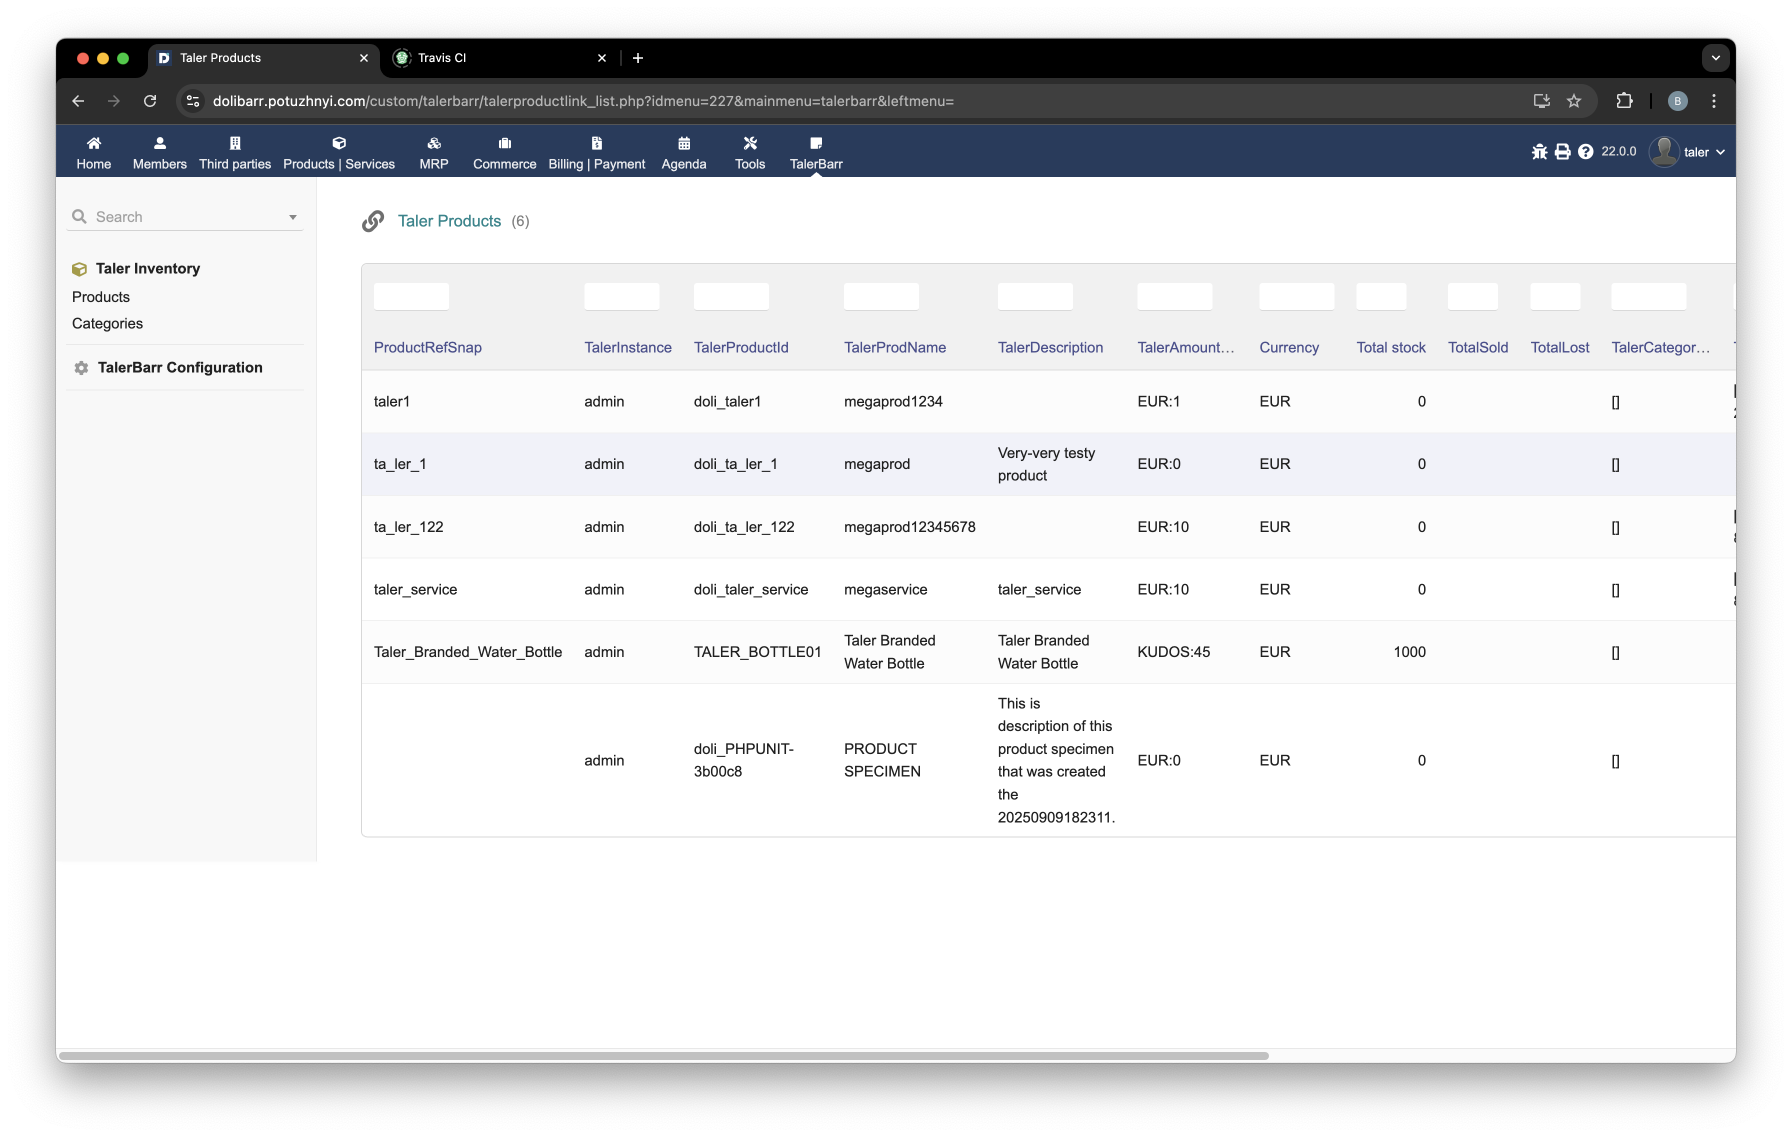 Taler Products
Travis CI
dolibarr.potuzhnyi.com/custom/talerbarr/talerproductlink_list.php?idmenu=227&mainmenu=talerbarr&leftmenu=
B
Home Members Third parties Products | Services MRP Commerce Billing | Payment Agenda Tools TalerBarr 22.0.0 taler
Search
Taler Inventory
Products
Categories
TalerBarr Configuration
Taler Products (6)
ProductRefSnap TalerInstance TalerProductId TalerProdName TalerDescription TalerAmount… Currency Total stock TotalSold TotalLost TalerCategor…
taler1 admin doli_taler1 megaprod1234 EUR:1 EUR 0 []
ta_ler_1 admin doli_ta_ler_1 megaprod Very-very testy
product EUR:0 EUR 0 []
ta_ler_122 admin doli_ta_ler_122 megaprod12345678 EUR:10 EUR 0 []
taler_service admin doli_taler_service megaservice taler_service EUR:10 EUR 0 []
Taler_Branded_Water_Bottle admin TALER_BOTTLE01 Taler Branded
Water Bottle Taler Branded
Water Bottle KUDOS:45 EUR 1000 []
admin doli_PHPUNIT-
3b00c8 PRODUCT
SPECIMEN This is
description of this
product specimen
that was created
the
20250909182311. EUR:0 EUR 0 []